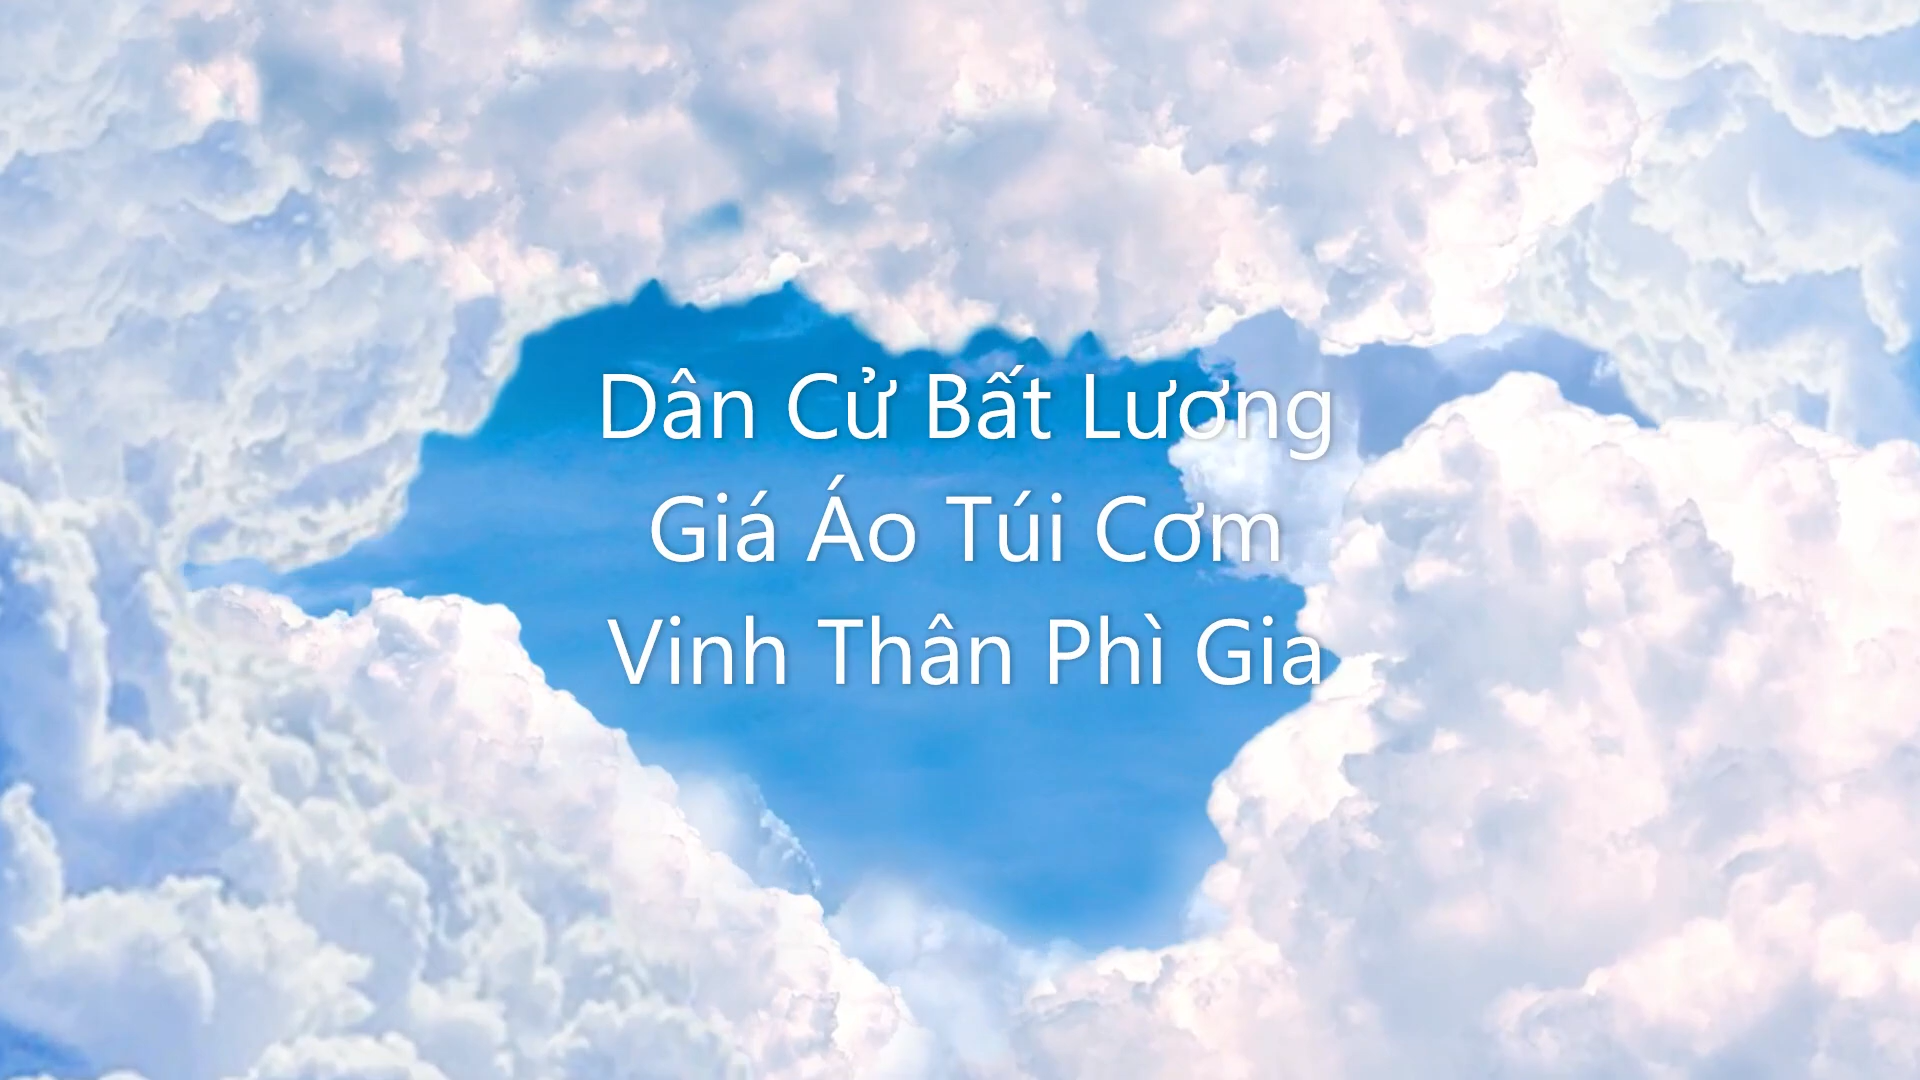 Dân Cử Bất Lương
Giá Áo Túi Cơm
Vinh Thân Phì Gia